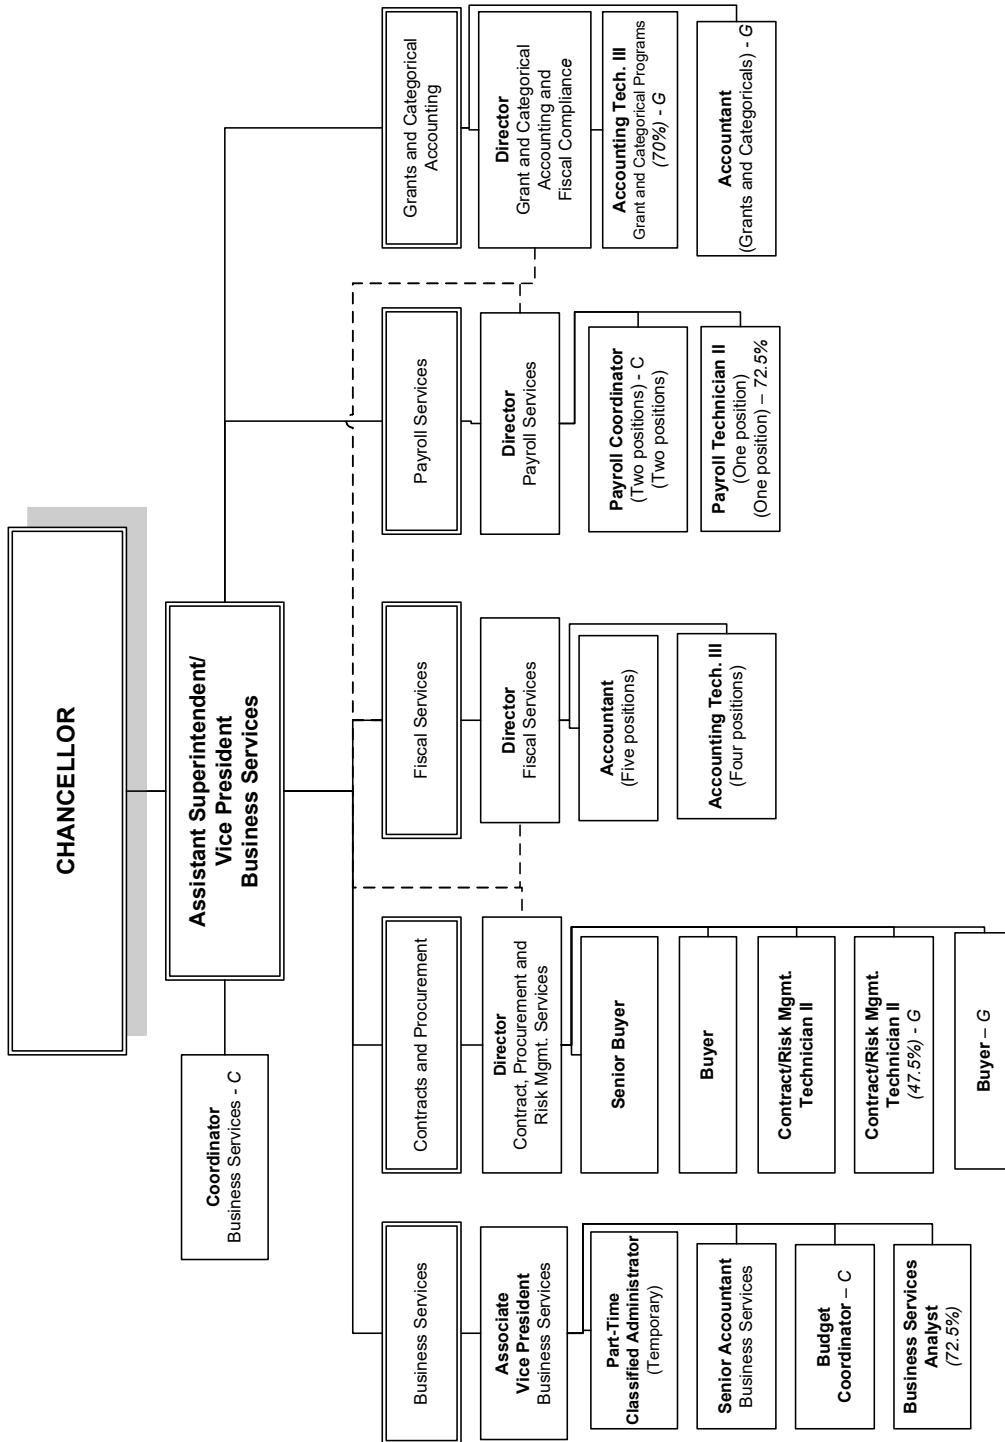 CHANCELLOR
Assistant Superintendent/
Vice President
Business Services
Coordinator
Business Services - C
Business Services
Associate
Vice President
Business Services
Part-Time
Classified Administrator
(Temporary)
Senior Accountant
Business Services
Budget
Coordinator – C
Business Services
Analyst
(72.5%)
Contracts and Procurement
Director
Contract, Procurement and
Risk Mgmt. Services
Senior Buyer
Buyer
Contract/Risk Mgmt.
Technician II
Contract/Risk Mgmt.
Technician II
(47.5%) - G
Buyer – G
Fiscal Services
Director
Fiscal Services
Accountant
(Five positions)
Accounting Tech. III
(Four positions)
Payroll Services
Director
Payroll Services
Payroll Coordinator
(Two positions) - C
(Two positions)
Payroll Technician II
(One position)
(One position) – 72.5%
Grants and Categorical
Accounting
Director
Grant and Categorical
Accounting and
Fiscal Compliance
Accounting Tech. III
Grant and Categorical Programs
(70%) - G
Accountant
(Grants and Categoricals) - G